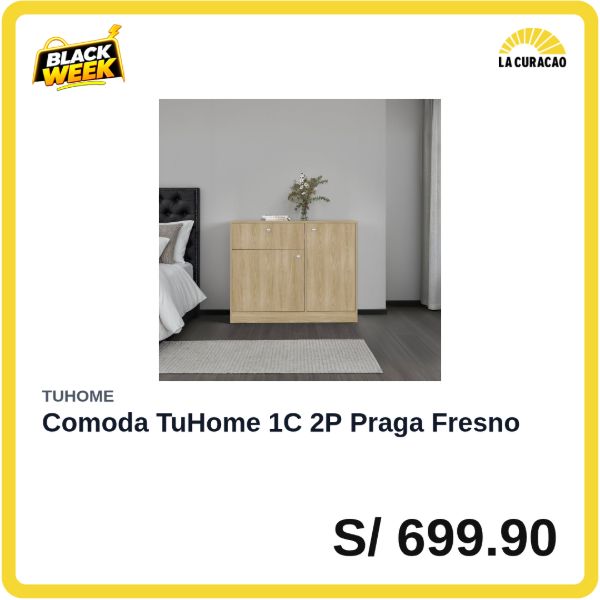 BLACK
WEEK
LA CURACAO
TUHOME
Comoda TuHome 1C 2P Praga Fresno
S/ 699.90